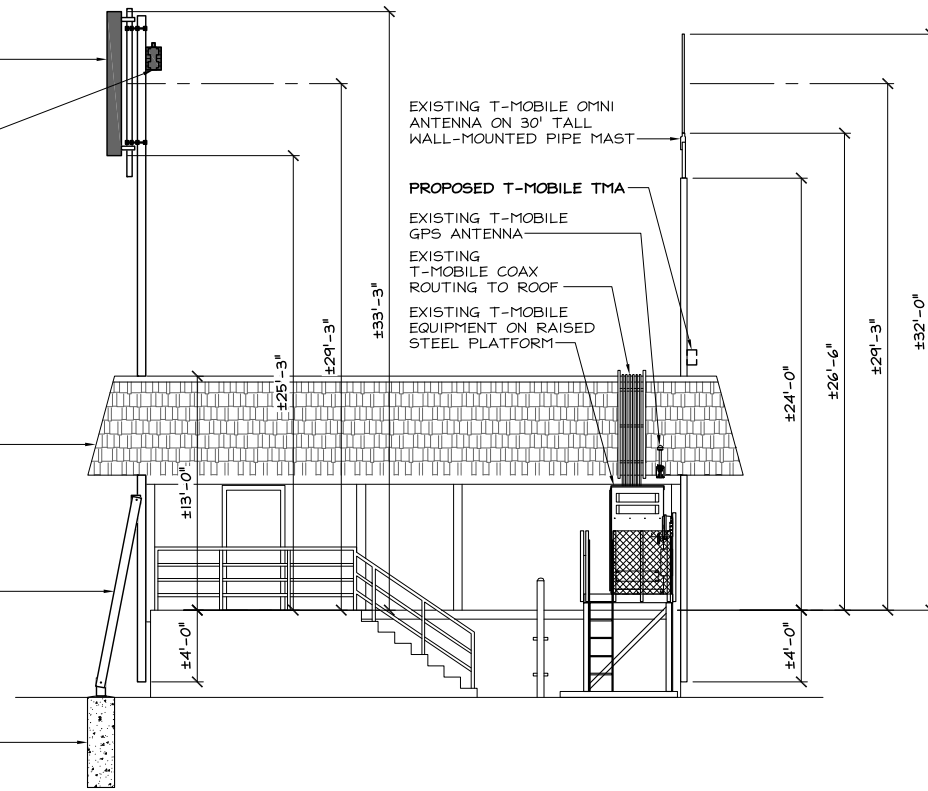 EXISTING T-MOBILE OMNI
ANTENNA ON 30' TALL
WALL-MOUNTED PIPE MAST
PROPOSED T-MOBILE TMA
EXISTING T-MOBILE
GPS ANTENNA
EXISTING
T-MOBILE COAX
ROUTING TO ROOF
EXISTING T-MOBILE
EQUIPMENT ON RAISED
STEEL PLATFORM
±13'-0"
±25'-3"
±29'-3"
±33'-3"
±24'-0"
±26'-6"
±29'-3"
±32'-0"
±4'-0"
±4'-0"